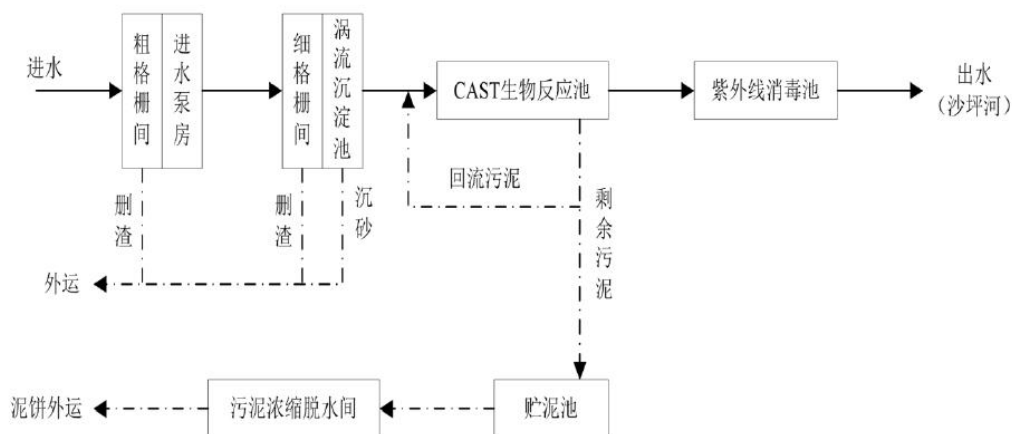 进水
粗格栅间
进水泵房
细格栅间
涡流沉淀池
CAST生物反应池
紫外线消毒池
出水
（沙坪河）
回流污泥
删渣
删渣
沉砂
剩余污泥
外运
泥饼外运
污泥浓缩脱水间
贮泥池